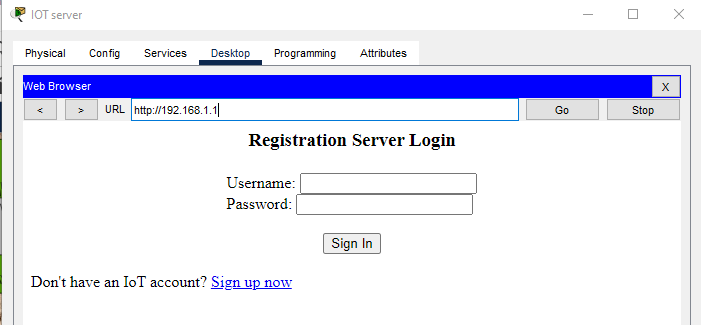 IOT server
Physical Config Services Desktop Programming Attributes
Web Browser X
< > URL http://192.168.1.1 Go Stop
Registration Server Login
Username:
Password:
Sign In
Don't have an IoT account? Sign up now